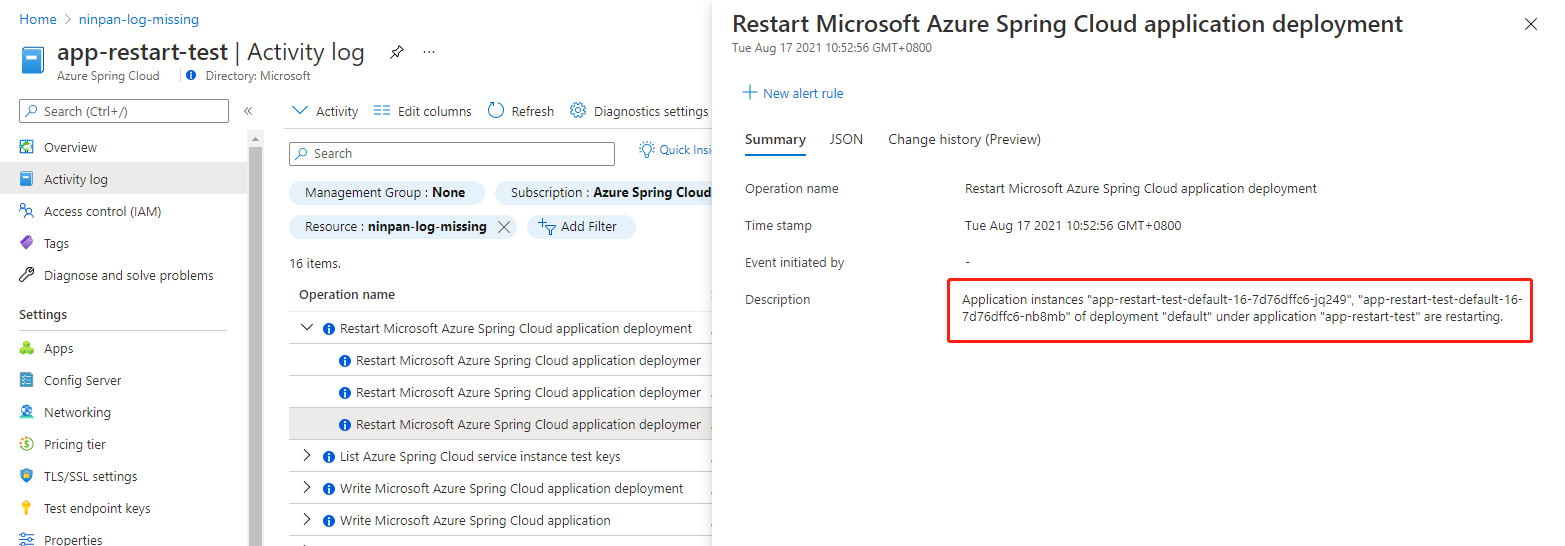 Home > ninpan-log-missing
app-restart-test | Activity log
Azure Spring Cloud | Directory: Microsoft
Search (Ctrl+/)
Overview
Activity log
Access control (IAM)
Tags
Diagnose and solve problems
Settings
Apps
Config Server
Networking
Pricing tier
TLS/SSL settings
Test endpoint keys
Properties
Activity Edit columns Refresh Diagnostics settings
Search
Quick Insi
Management Group : None Subscription : Azure Spring Cloud
Resource : ninpan-log-missing Add Filter
16 items.
Operation name
Restart Microsoft Azure Spring Cloud application deployment
Restart Microsoft Azure Spring Cloud application deploymer
Restart Microsoft Azure Spring Cloud application deploymer
Restart Microsoft Azure Spring Cloud application deploymer
List Azure Spring Cloud service instance test keys
Write Microsoft Azure Spring Cloud application deployment
Write Microsoft Azure Spring Cloud application
Restart Microsoft Azure Spring Cloud application deployment
Tue Aug 17 2021 10:52:56 GMT+0800
New alert rule
Summary JSON Change history (Preview)
Operation name Restart Microsoft Azure Spring Cloud application deployment
Time stamp Tue Aug 17 2021 10:52:56 GMT+0800
Event initiated by -
Description Application instances "app-restart-test-default-16-7d76dffc6-jq249", "app-restart-test-default-16-
7d76dffc6-nb8mb" of deployment "default" under application "app-restart-test" are restarting.